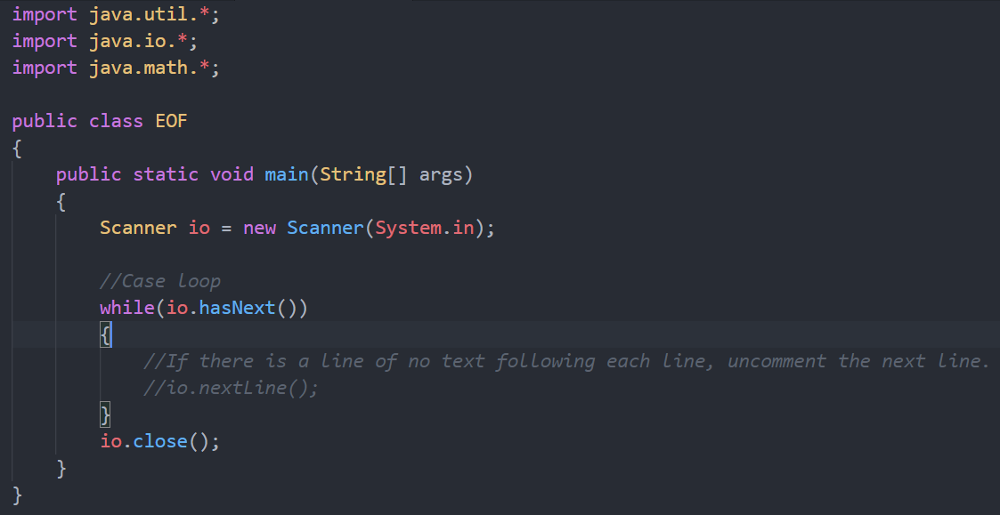 import java.util.*;
import java.io.*;
import java.math.*;
public class EOF
{
public static void main(String[] args)
{
Scanner io = new Scanner(System.in);
//Case loop
while(io.hasNext())
{
//If there is a line of no text following each line, uncomment the next line.
//io.nextLine();
}
io.close();
}
}